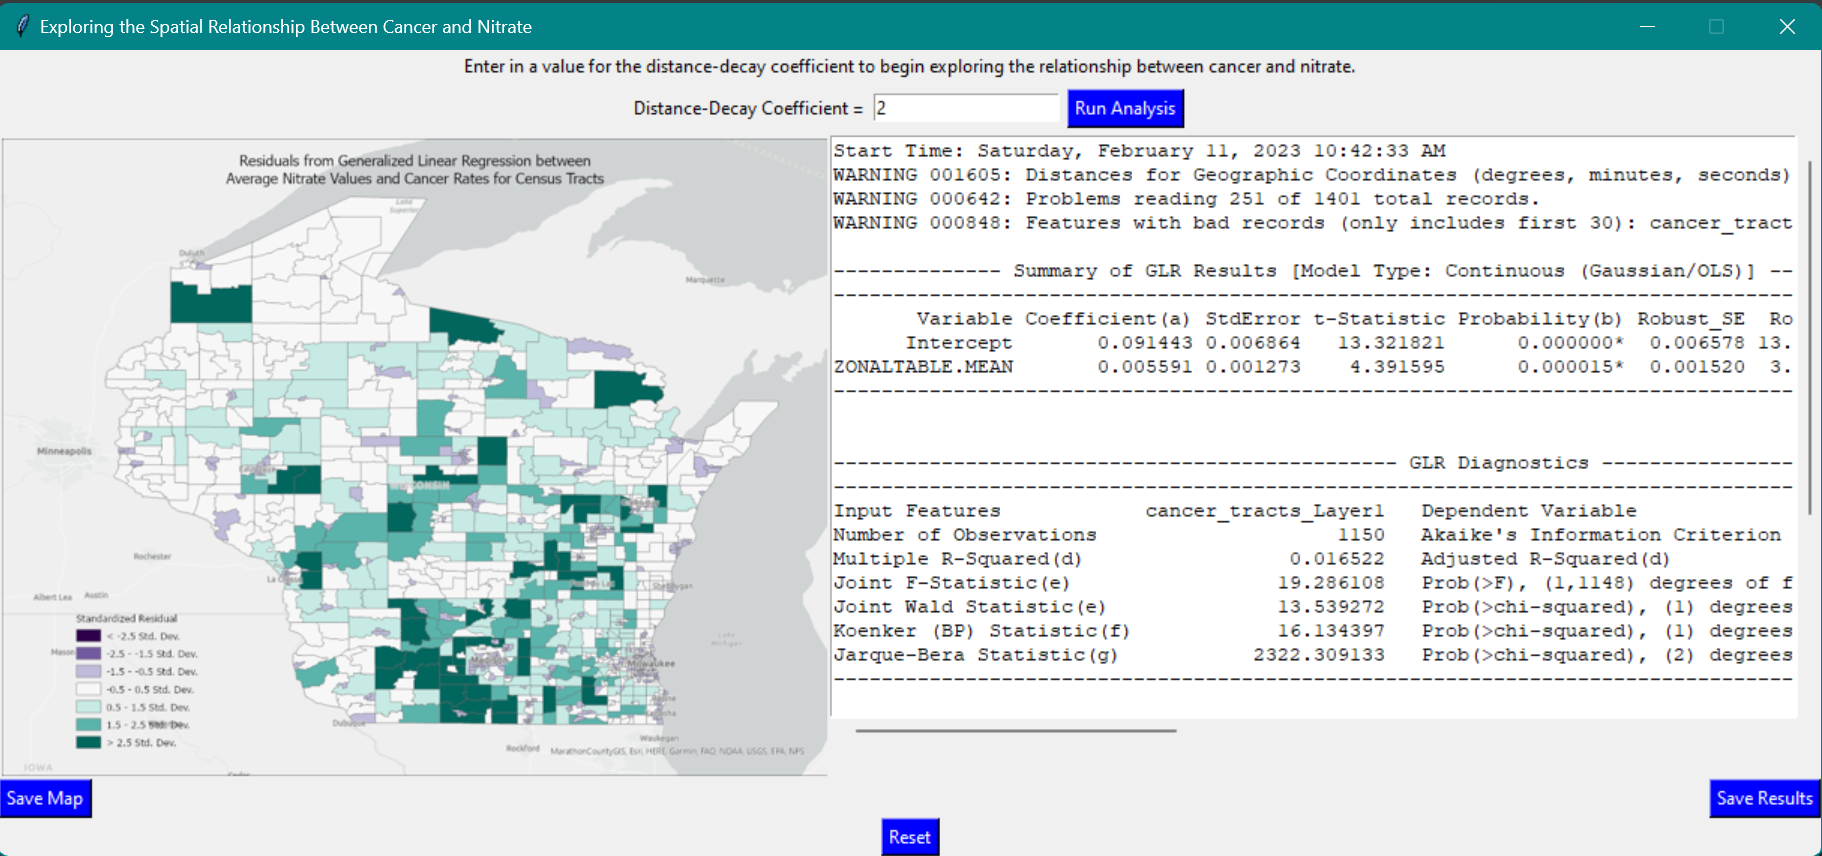 Exploring the Spatial Relationship Between Cancer and Nitrate
Enter in a value for the distance-decay coefficient to begin exploring the relationship between cancer and nitrate.
Distance-Decay Coefficient = 2 Run Analysis
Residuals from Generalized Linear Regression between
Average Nitrate Values and Cancer Rates for Census Tracts
Lake
Superior
Duluth
Marquette
Minneapolis
WISCONSIN
Rochester
La Crosse
Sheboygan
Albert Lea Austin
Lake
Michigan
Madison
Milwaukee
Racine
Kenosha
Dubuque
Waukegan
Rockford
MarathonCountyGIS, Esri, HERE, Garmin, FAO, NOAA, USGS, EPA, NPS
IOWA
Standardized Residual
< -2.5 Std. Dev.
Mason -2.5 - -1.5 Std. Dev.
-1.5 - -0.5 Std. Dev.
-0.5 - 0.5 Std. Dev.
0.5 - 1.5 Std. Dev.
1.5 - 2.5 Std. Dev.
> 2.5 Std. Dev.
Start Time: Saturday, February 11, 2023 10:42:33 AM
WARNING 001605: Distances for Geographic Coordinates (degrees, minutes, seconds)
WARNING 000642: Problems reading 251 of 1401 total records.
WARNING 000848: Features with bad records (only includes first 30): cancer_tract
-------------- Summary of GLR Results [Model Type: Continuous (Gaussian/OLS)] --
Variable Coefficient(a) StdError t-Statistic Probability(b) Robust_SE Ro
Intercept 0.091443 0.006864 13.321821 0.000000* 0.006578 13.
ZONALTABLE.MEAN 0.005591 0.001273 4.391595 0.000015* 0.001520 3.
----------------------------------------------- GLR Diagnostics ----------------
Input Features cancer_tracts_Layer1 Dependent Variable
Number of Observations 1150 Akaike's Information Criterion
Multiple R-Squared(d) 0.016522 Adjusted R-Squared(d)
Joint F-Statistic(e) 19.286108 Prob(>F), (1,1148) degrees of f
Joint Wald Statistic(e) 13.539272 Prob(>chi-squared), (1) degrees
Koenker (BP) Statistic(f) 16.134397 Prob(>chi-squared), (1) degrees
Jarque-Bera Statistic(g) 2322.309133 Prob(>chi-squared), (2) degrees
Save Map
Save Results
Reset